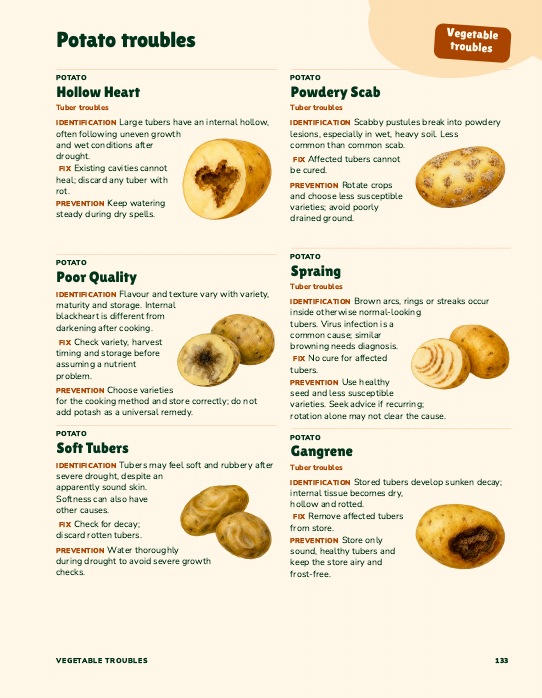 Potato troubles
Vegetable
troubles
POTATO
Hollow Heart
Tuber troubles
IDENTIFICATION Large tubers have an internal hollow,
often following uneven growth
and wet conditions after
drought.
FIX Existing cavities cannot
heal; discard any tuber with
rot.
PREVENTION Keep watering
steady during dry spells.
POTATO
Poor Quality
IDENTIFICATION Flavour and texture vary with variety,
maturity and storage. Internal
blackheart is different from
darkening after cooking.
FIX Check variety, harvest
timing and storage before
assuming a nutrient
problem.
PREVENTION Choose varieties
for the cooking method and store correctly; do not
add potash as a universal remedy.
POTATO
Soft Tubers
IDENTIFICATION Tubers may feel soft and rubbery after
severe drought, despite an
apparently sound skin.
Softness can also have
other causes.
FIX Check for decay;
discard rotten tubers.
PREVENTION Water thoroughly
during drought to avoid severe growth
checks.
POTATO
Powdery Scab
Tuber troubles
IDENTIFICATION Scabby pustules break into powdery
lesions, especially in wet, heavy soil. Less
common than common scab.
FIX Affected tubers cannot
be cured.
PREVENTION Rotate crops
and choose less susceptible
varieties; avoid poorly
drained ground.
POTATO
Spraing
Tuber troubles
IDENTIFICATION Brown arcs, rings or streaks occur
inside otherwise normal-looking
tubers. Virus infection is a
common cause; similar
browning needs diagnosis.
FIX No cure for affected
tubers.
PREVENTION Use healthy
seed and less susceptible
varieties. Seek advice if recurring;
rotation alone may not clear the cause.
POTATO
Gangrene
Tuber troubles
IDENTIFICATION Stored tubers develop sunken decay;
internal tissue becomes dry,
hollow and rotted.
FIX Remove affected tubers
from store.
PREVENTION Store only
sound, healthy tubers and
keep the store airy and
frost-free.
VEGETABLE TROUBLES
133